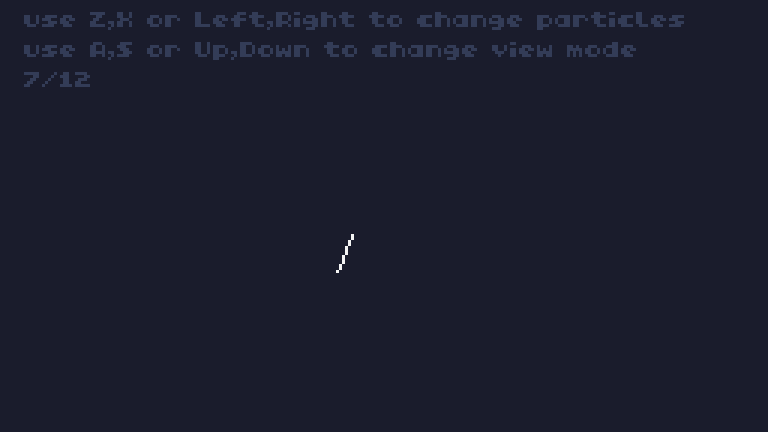 use Z,X or Left,Right to change particles
use A,S or Up,Down to change view mode
7/12